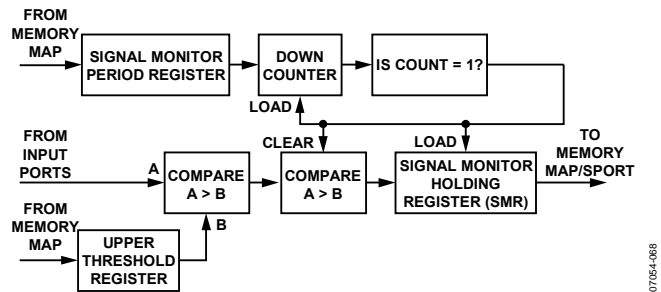 FROM
MEMORY
MAP
SIGNAL MONITOR
PERIOD REGISTER
DOWN
COUNTER
IS COUNT = 1?
LOAD
FROM
INPUT
PORTS
A
COMPARE
A > B
CLEAR
COMPARE
A > B
LOAD
SIGNAL MONITOR
HOLDING
REGISTER (SMR)
TO
MEMORY
MAP/SPORT
FROM
MEMORY
MAP
B
UPPER
THRESHOLD
REGISTER
07054-068